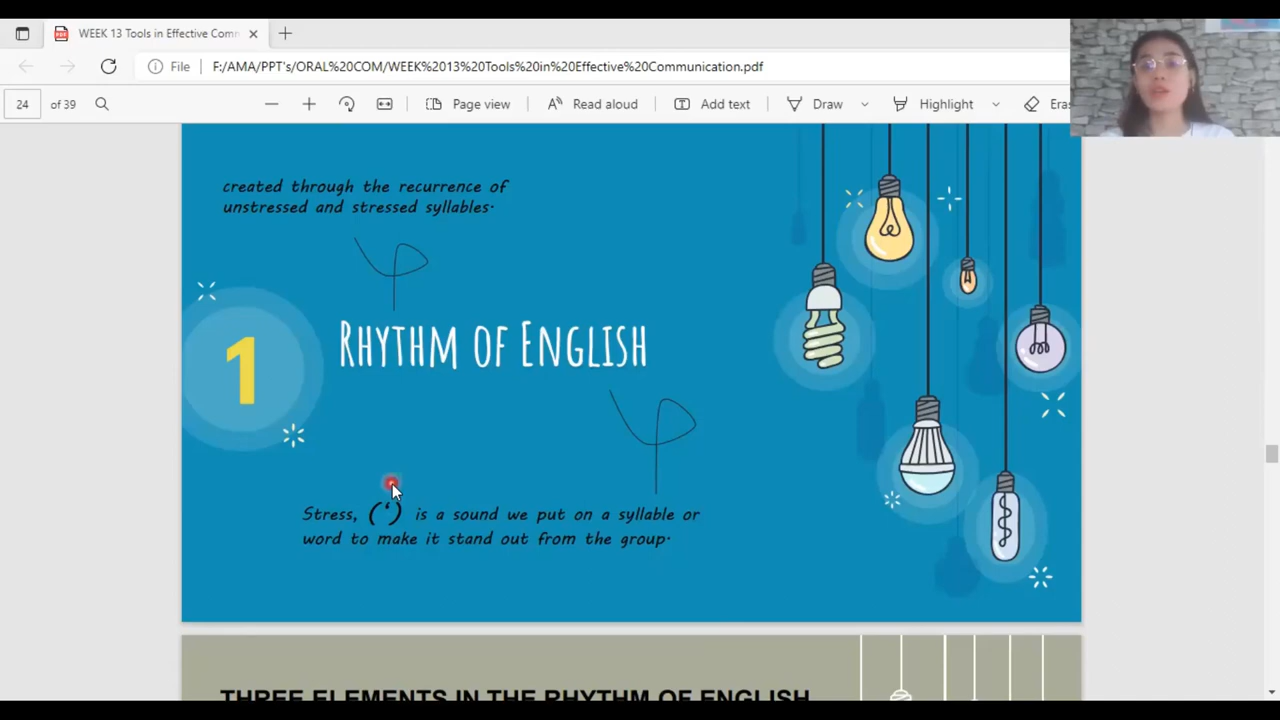 WEEK 13 Tools in Effective Comm
File F:/AMA/PPT's/ORAL%20COM/WEEK%2013%20Tools%20in%20Effective%20Communication.pdf
24 of 39 Page view Read aloud Add text Draw Highlight Eras
created through the recurrence of
unstressed and stressed syllables.
1 RHYTHM OF ENGLISH
Stress, (‘) is a sound we put on a syllable or
word to make it stand out from the group.
THREE ELEMENTS IN THE RHYTHM OF ENGLISH